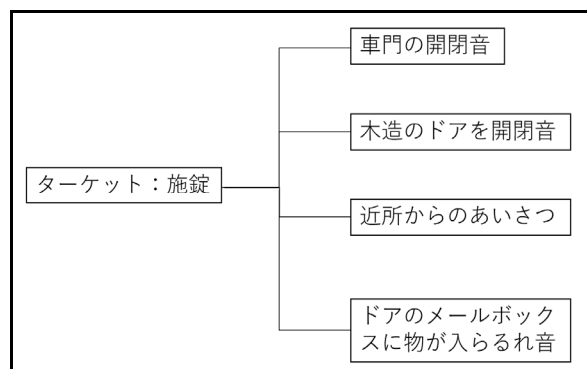 車門の開閉音
木造のドアを開閉音
ターケット：施錠
近所からのあいさつ
ドアのメールボック
スに物が入らるれ音